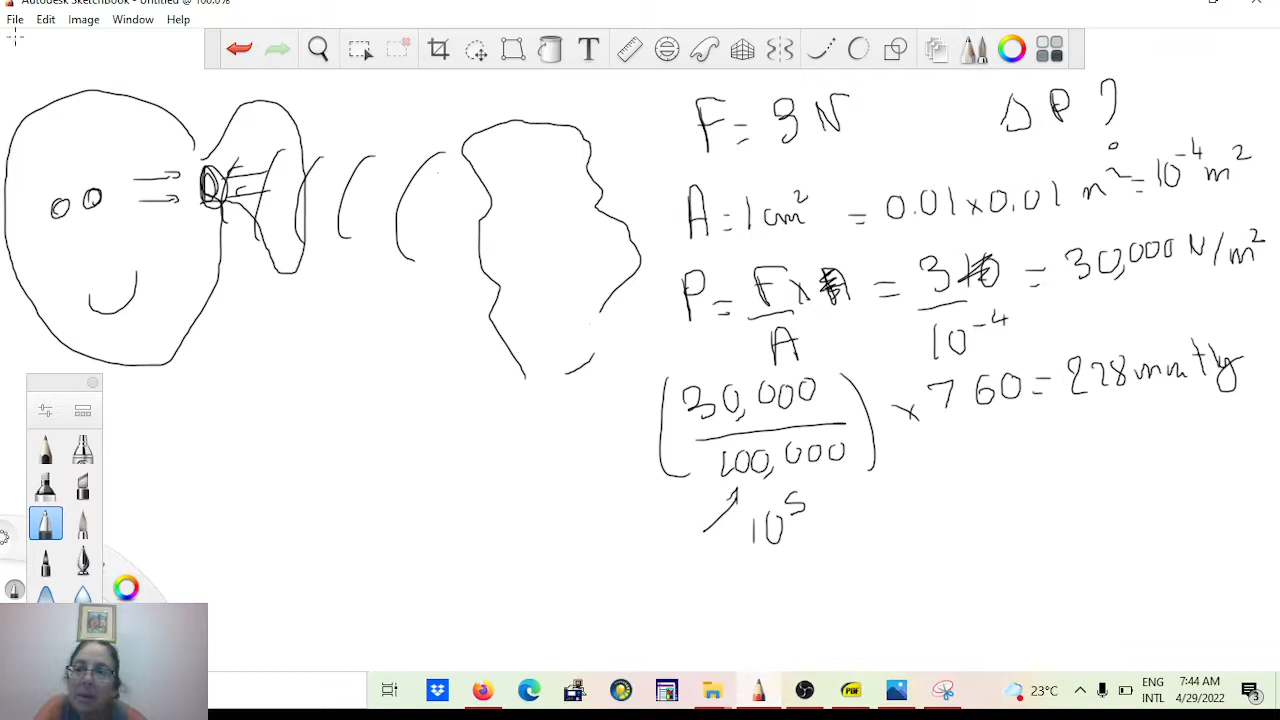 Autodesk Sketchbook - Untitled @ 100.0%
File Edit Image Window Help
F = 3 N
ΔP?
A = 1 cm² = 0.01 x 0.01 m² = 10⁻⁴ m²
P = F / A = 3 / 10⁻⁴ = 30,000 N/m²
(30,000 / 100,000) x 760 = 228 mm Hg
10⁵
PDF
23°C
ENG
INTL
7:44 AM
4/29/2022
3